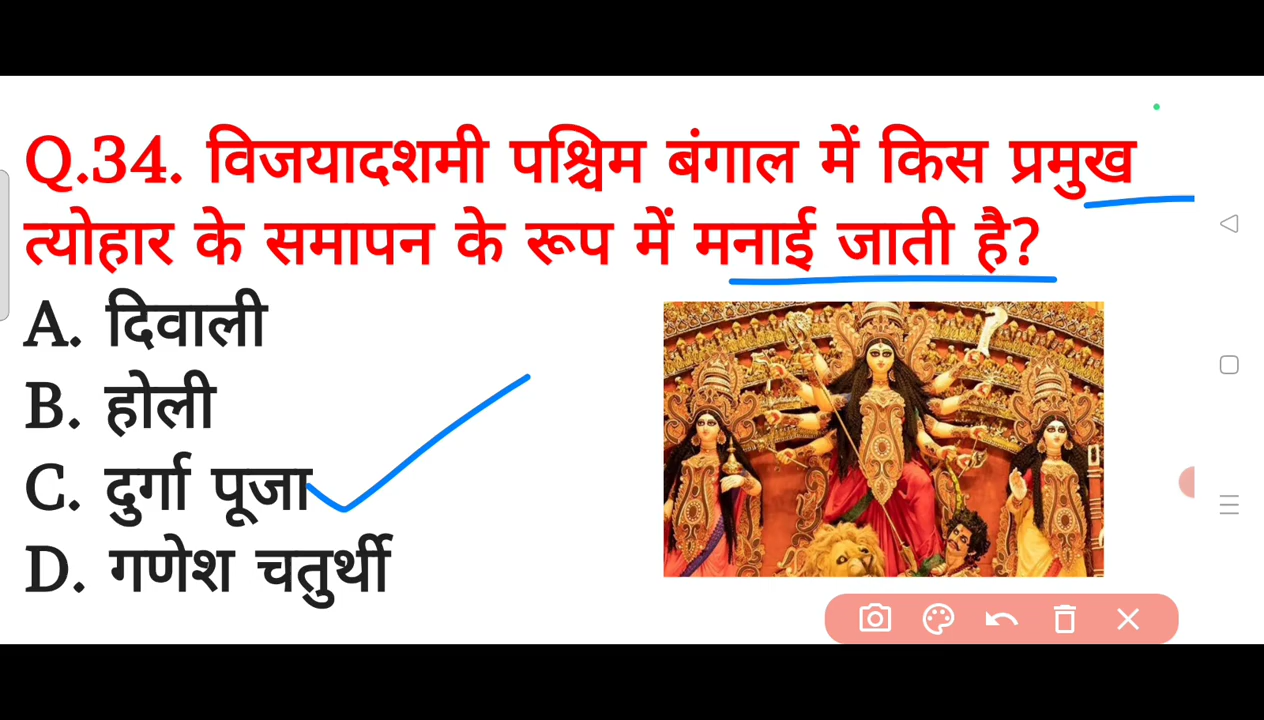 Q.34. विजयादशमी पश्चिम बंगाल में किस प्रमुख
त्योहार के समापन के रूप में मनाई जाती है?
A. दिवाली
B. होली
C. दुर्गा पूजा
D. गणेश चतुर्थी